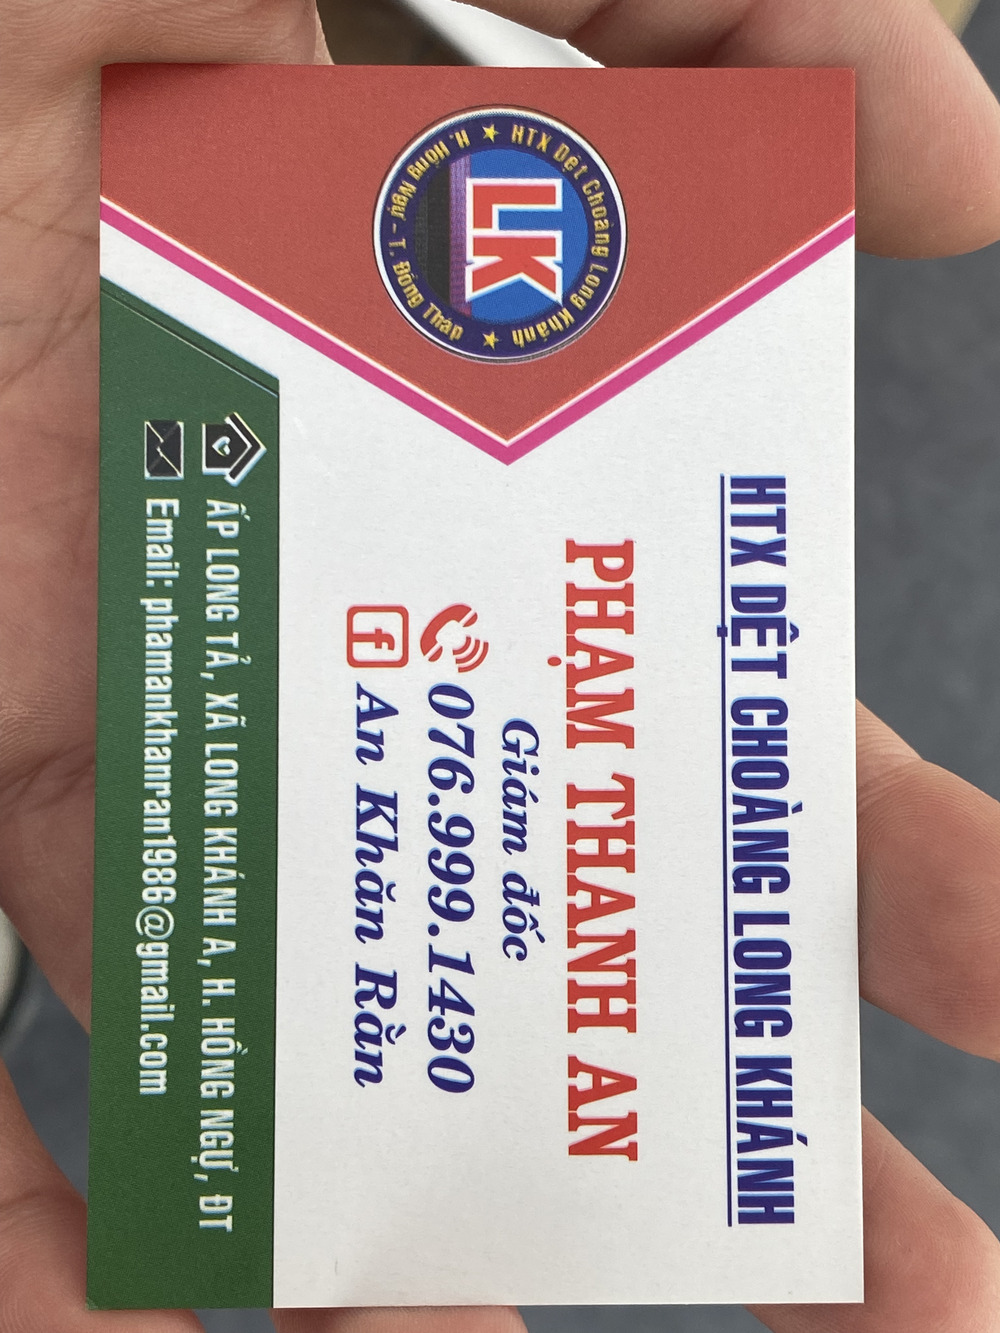 HTX Dệt Choàng Long Khánh
H. Hồng Ngự - T. Đồng Tháp
LK
HTX DỆT CHOÀNG LONG KHÁNH
PHẠM THANH AN
Giám đốc
076.999.1430
An Khăn Rằn
ẤP LONG TẢ, XÃ LONG KHÁNH A, H. HỒNG NGỰ, ĐT
Email: phamankhanran1986@gmail.com